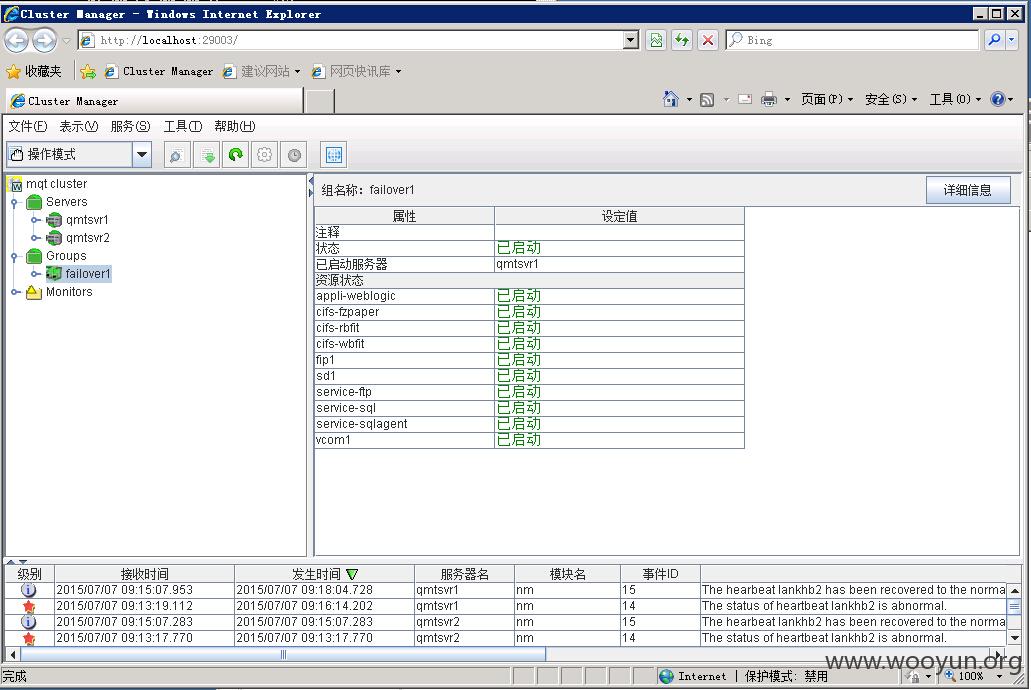 Cluster Manager - Windows Internet Explorer
http://localhost:29003/
Bing
收藏夹 Cluster Manager 建议网站 网页快讯库
Cluster Manager
页面(P) 安全(S) 工具(O)
文件(F) 表示(V) 服务(S) 工具(T) 帮助(H)
操作模式
mqt cluster
Servers
qmtsvr1
qmtsvr2
Groups
failover1
Monitors
组名称: failover1
详细信息
属性 设定值
注释
状态 已启动
已启动服务器 qmtsvr1
资源状态
appli-weblogic 已启动
cifs-fzpaper 已启动
cifs-rbfit 已启动
cifs-wbfit 已启动
fip1 已启动
sd1 已启动
service-ftp 已启动
service-sql 已启动
service-sqlagent 已启动
vcom1 已启动
级别 接收时间 发生时间 服务器名 模块名 事件ID
2015/07/07 09:15:07.953 2015/07/07 09:18:04.728 qmtsvr1 nm 15 The hearbeat lankhb2 has been recovered to the norma
2015/07/07 09:13:19.112 2015/07/07 09:16:14.202 qmtsvr1 nm 14 The status of heartbeat lankhb2 is abnormal.
2015/07/07 09:15:07.283 2015/07/07 09:15:07.283 qmtsvr2 nm 15 The hearbeat lankhb2 has been recovered to the norma
2015/07/07 09:13:17.770 2015/07/07 09:13:17.770 qmtsvr2 nm 14 The status of heartbeat lankhb2 is abnormal.
www.wooyun.org
完成 Internet | 保护模式: 禁用 100%